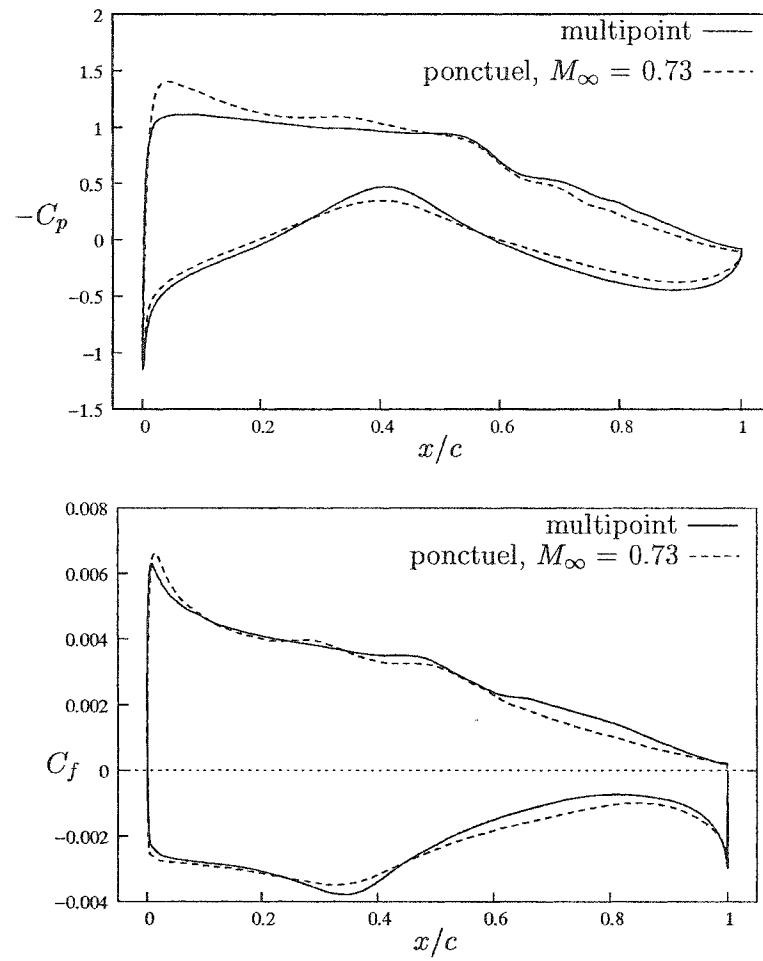 2
multipoint
1.5
ponctuel, M∞ = 0.73
1
0.5
−Cp
0
−0.5
−1
−1.5
0 0.2 0.4 0.6 0.8 1
x/c
0.008
multipoint
0.006
ponctuel, M∞ = 0.73
0.004
0.002
Cf
0
−0.002
−0.004
0 0.2 0.4 0.6 0.8 1
x/c